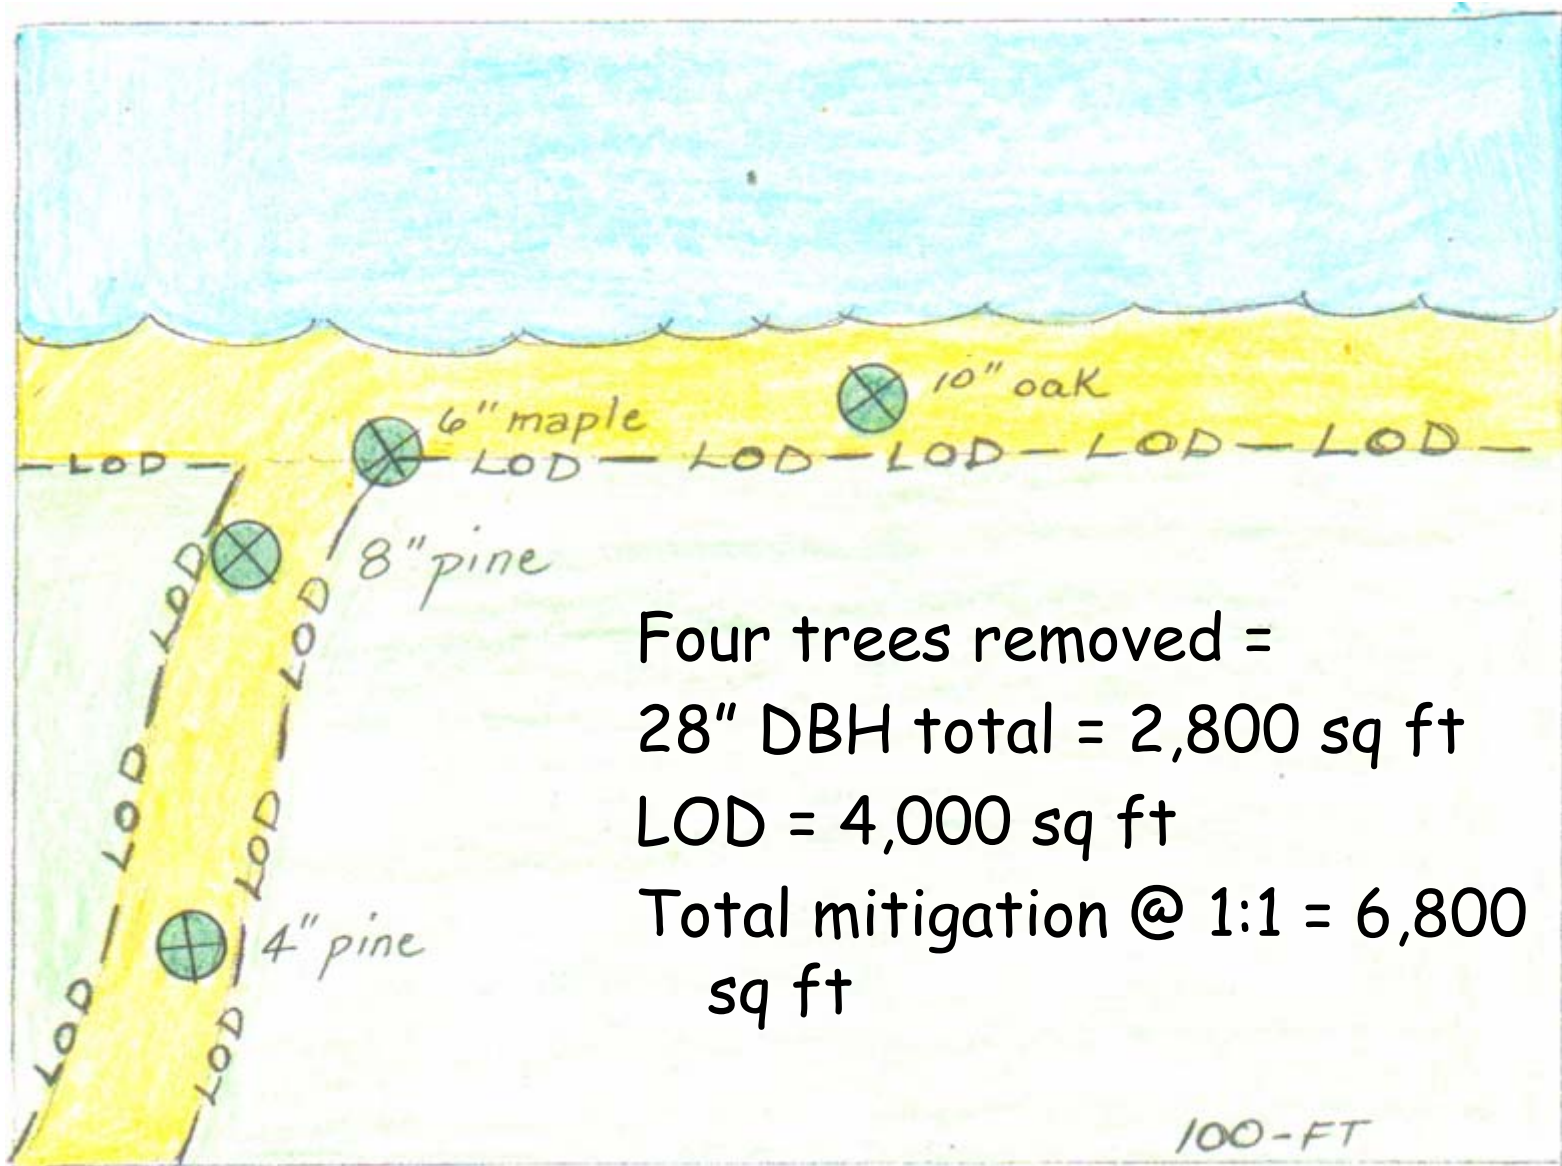 10" oak
6" maple
— LOD — — LOD — LOD — LOD — LOD — LOD —
8" pine
LOD
LOD
LOD
LOD
LOD
LOD
4" pine
LOD
Four trees removed =
28" DBH total = 2,800 sq ft
LOD = 4,000 sq ft
Total mitigation @ 1:1 = 6,800
sq ft
100-FT